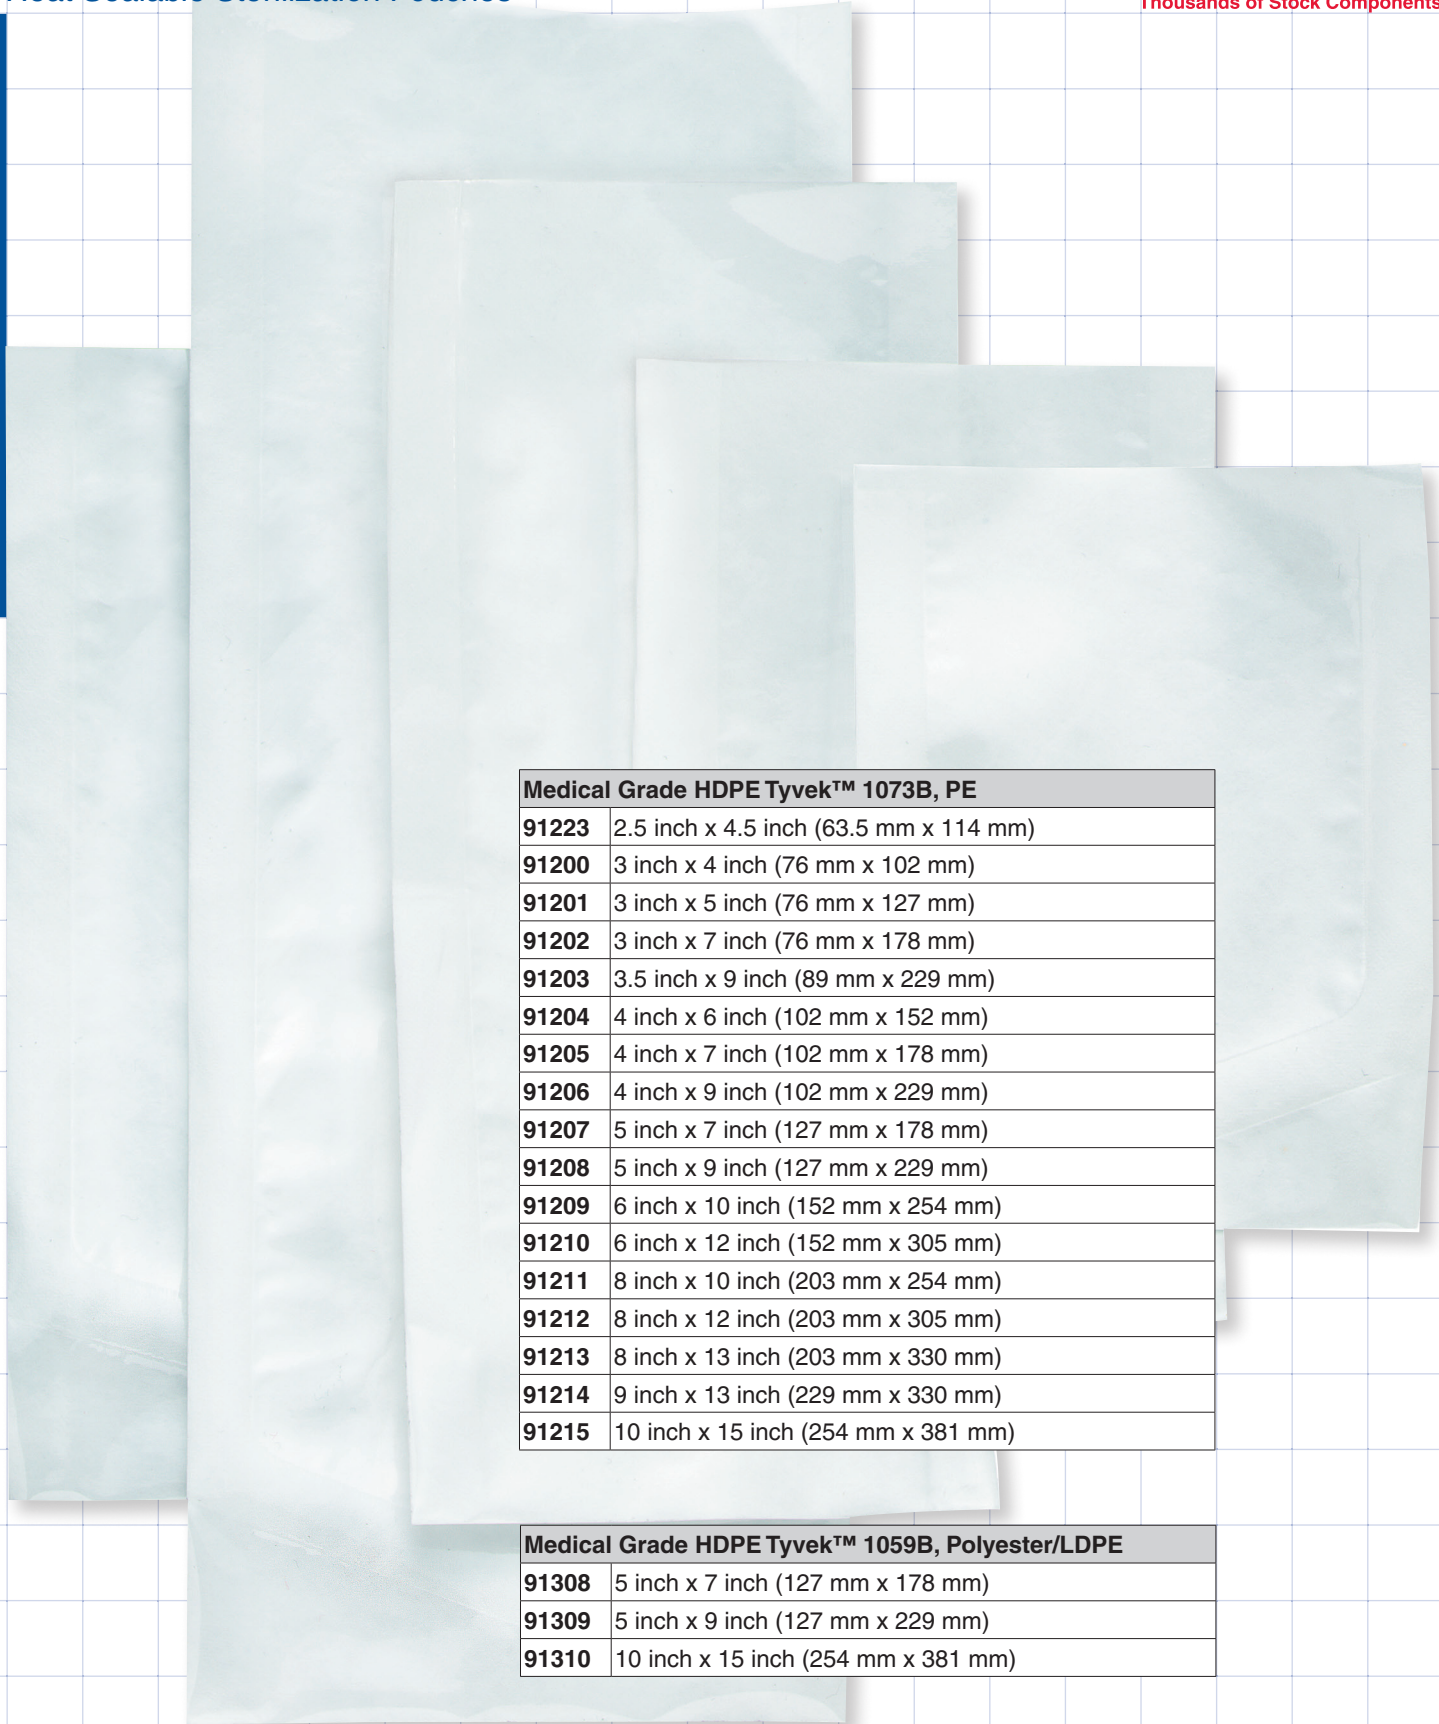 Heat Sealable Sterilization Pouches
Thousands of Stock Components
Medical Grade HDPE Tyvek™ 1073B, PE
91223 2.5 inch x 4.5 inch (63.5 mm x 114 mm)
91200 3 inch x 4 inch (76 mm x 102 mm)
91201 3 inch x 5 inch (76 mm x 127 mm)
91202 3 inch x 7 inch (76 mm x 178 mm)
91203 3.5 inch x 9 inch (89 mm x 229 mm)
91204 4 inch x 6 inch (102 mm x 152 mm)
91205 4 inch x 7 inch (102 mm x 178 mm)
91206 4 inch x 9 inch (102 mm x 229 mm)
91207 5 inch x 7 inch (127 mm x 178 mm)
91208 5 inch x 9 inch (127 mm x 229 mm)
91209 6 inch x 10 inch (152 mm x 254 mm)
91210 6 inch x 12 inch (152 mm x 305 mm)
91211 8 inch x 10 inch (203 mm x 254 mm)
91212 8 inch x 12 inch (203 mm x 305 mm)
91213 8 inch x 13 inch (203 mm x 330 mm)
91214 9 inch x 13 inch (229 mm x 330 mm)
91215 10 inch x 15 inch (254 mm x 381 mm)
Medical Grade HDPE Tyvek™ 1059B, Polyester/LDPE
91308 5 inch x 7 inch (127 mm x 178 mm)
91309 5 inch x 9 inch (127 mm x 229 mm)
91310 10 inch x 15 inch (254 mm x 381 mm)